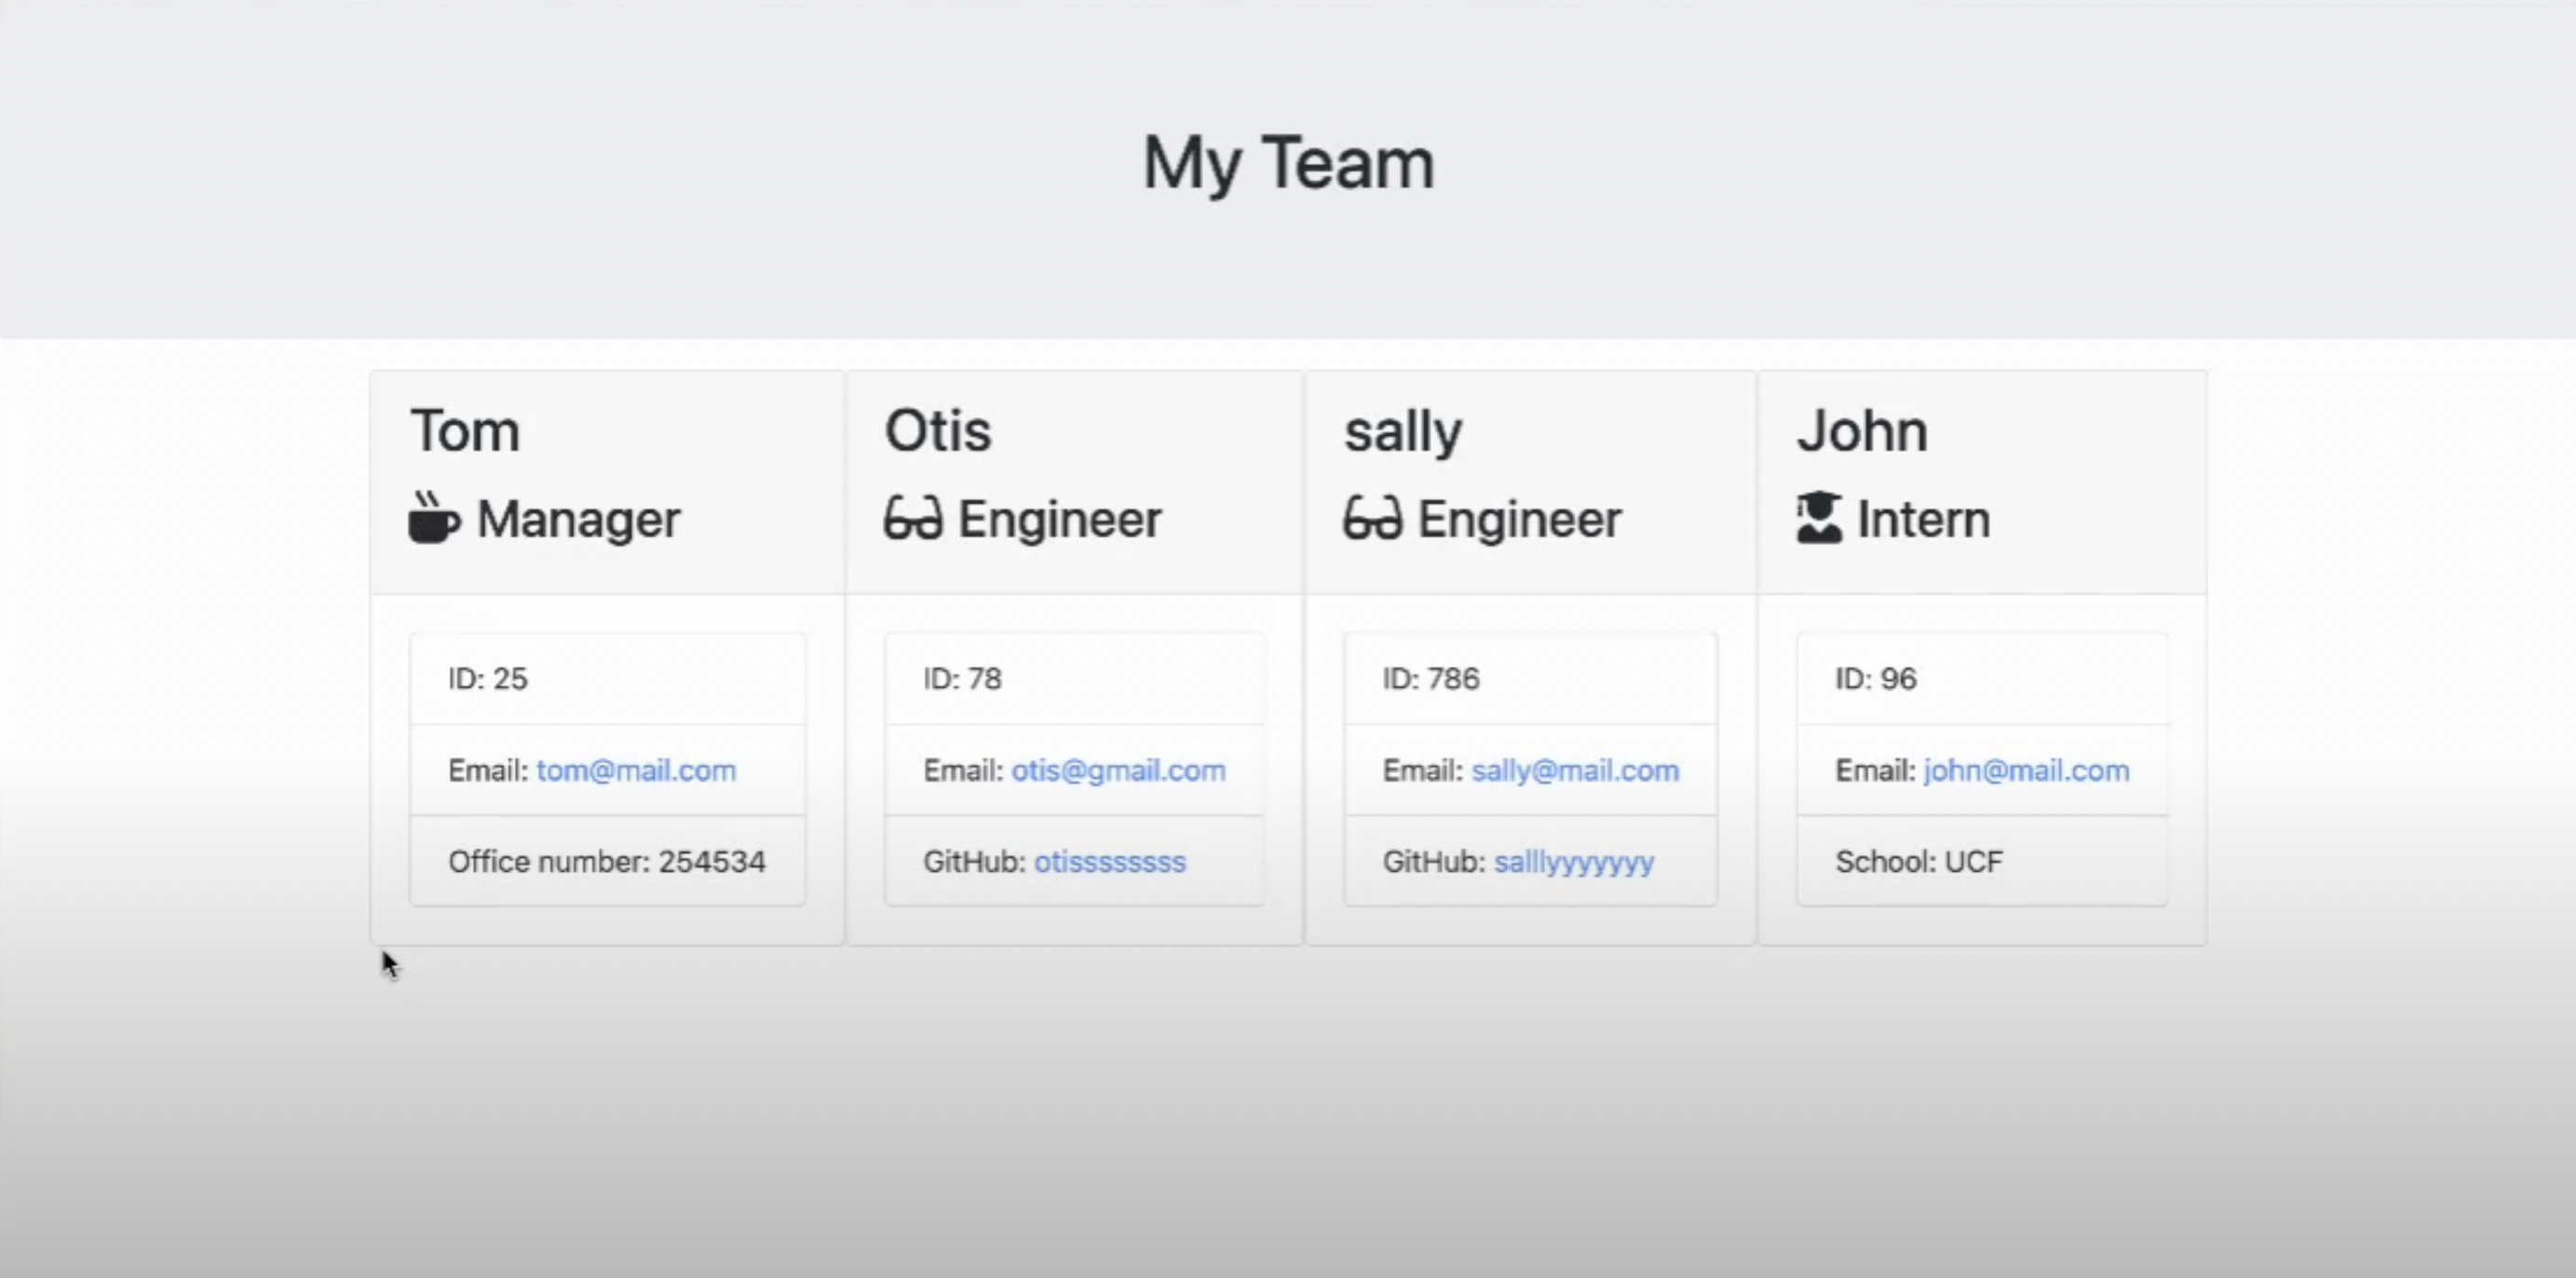 My Team
Tom
Manager
ID: 25
Email: tom@mail.com
Office number: 254534
Otis
Engineer
ID: 78
Email: otis@gmail.com
GitHub: otissssssss
sally
Engineer
ID: 786
Email: sally@mail.com
GitHub: salllyyyyyyy
John
Intern
ID: 96
Email: john@mail.com
School: UCF